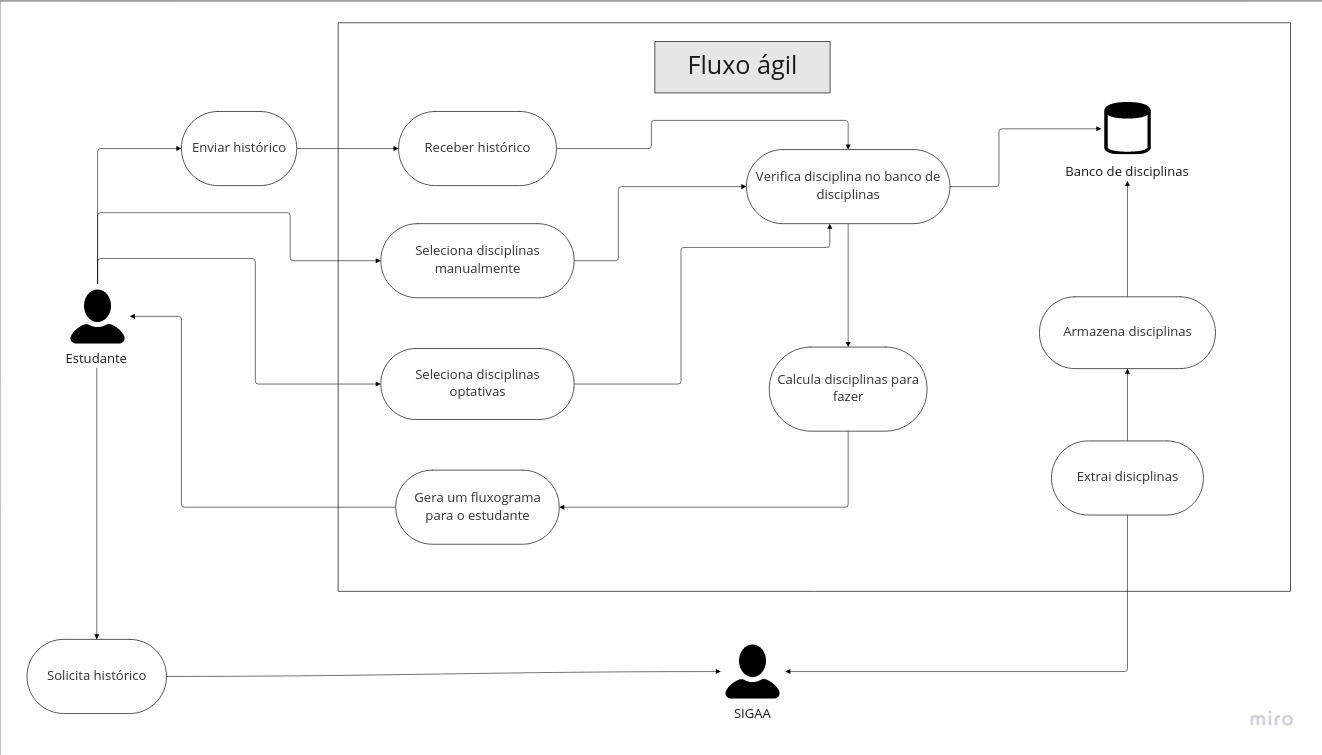 Fluxo ágil
Enviar histórico
Receber histórico
Verifica disciplina no banco de
disciplinas
Banco de disciplinas
Seleciona disciplinas
manualmente
Estudante
Seleciona disciplinas
optativas
Calcula disciplinas para
fazer
Armazena disciplinas
Gera um fluxograma
para o estudante
Extrai disicplinas
Solicita histórico
SIGAA
miro